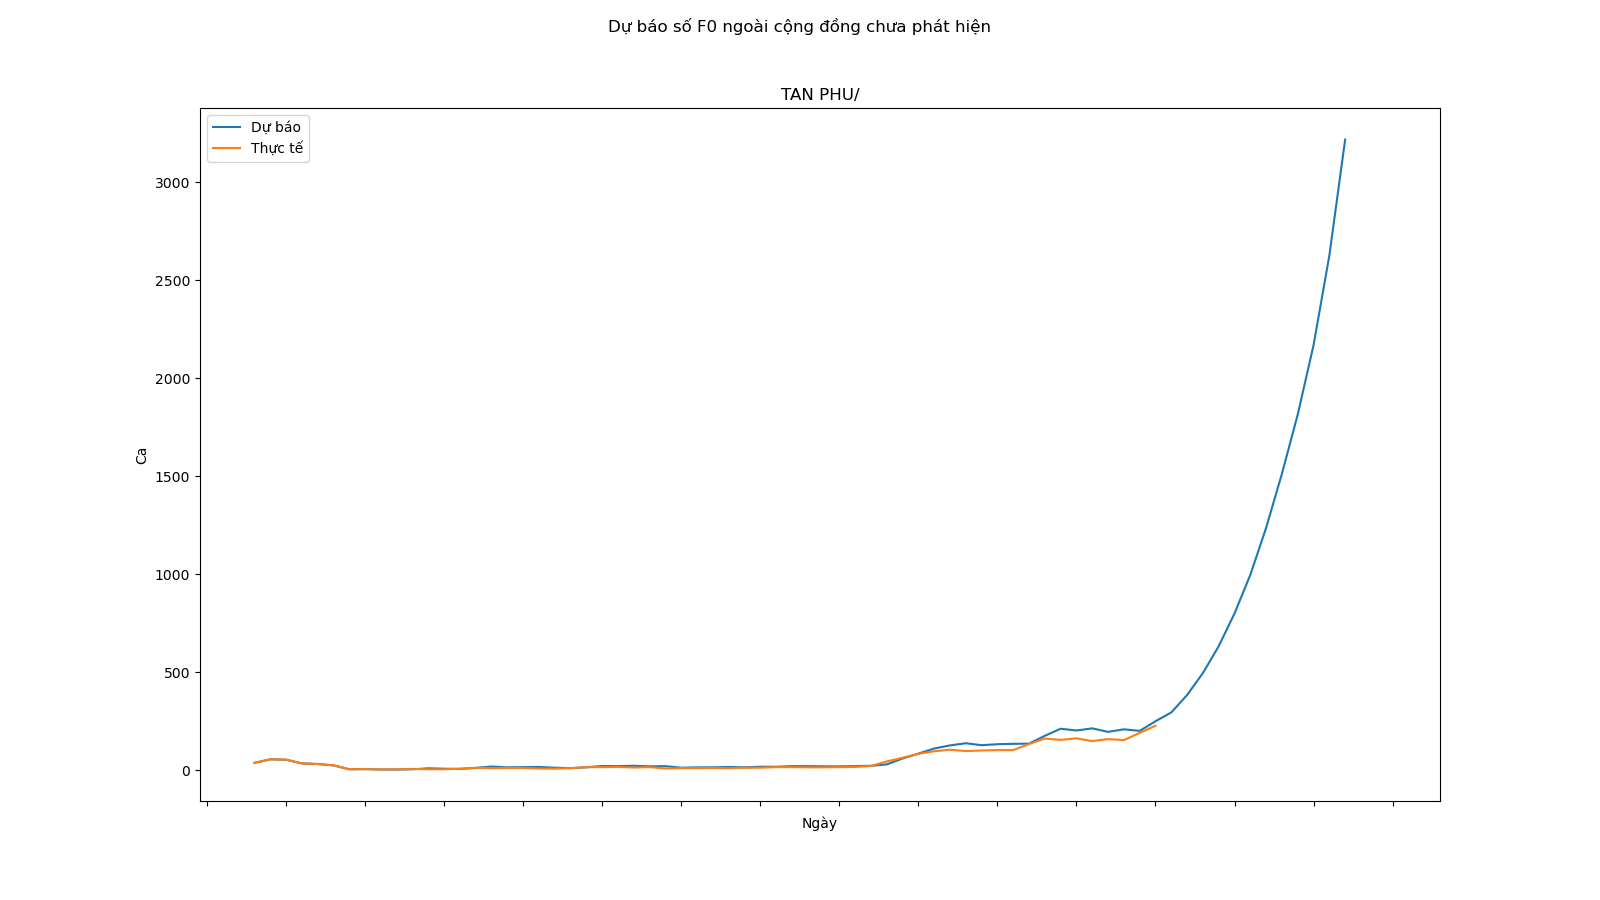 Dự báo số F0 ngoài cộng đồng chưa phát hiện
TAN PHU/
Dự báo
Thực tế
3000
2500
2000
1500
1000
500
0
Ca
Ngày